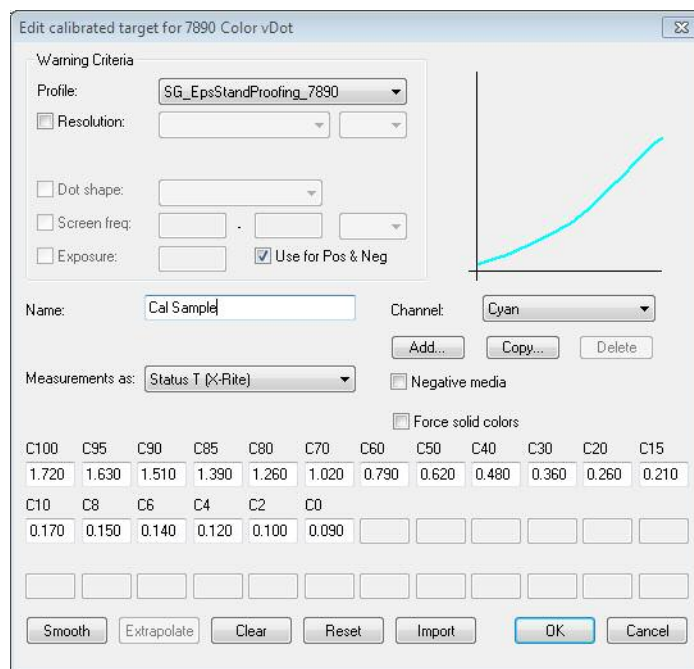 Edit calibrated target for 7890 Color vDot
Warning Criteria
Profile: SG_EpsStandProofing_7890
Resolution:
Dot shape:
Screen freq: .
Exposure: Use for Pos & Neg
Name: Cal Sample Channel: Cyan
Add... Copy... Delete
Measurements as: Status T (X-Rite) Negative media
Force solid colors
C100 C95 C90 C85 C80 C70 C60 C50 C40 C30 C20 C15
1.720 1.630 1.510 1.390 1.260 1.020 0.790 0.620 0.480 0.360 0.260 0.210
C10 C8 C6 C4 C2 C0
0.170 0.150 0.140 0.120 0.100 0.090
Smooth Extrapolate Clear Reset Import OK Cancel